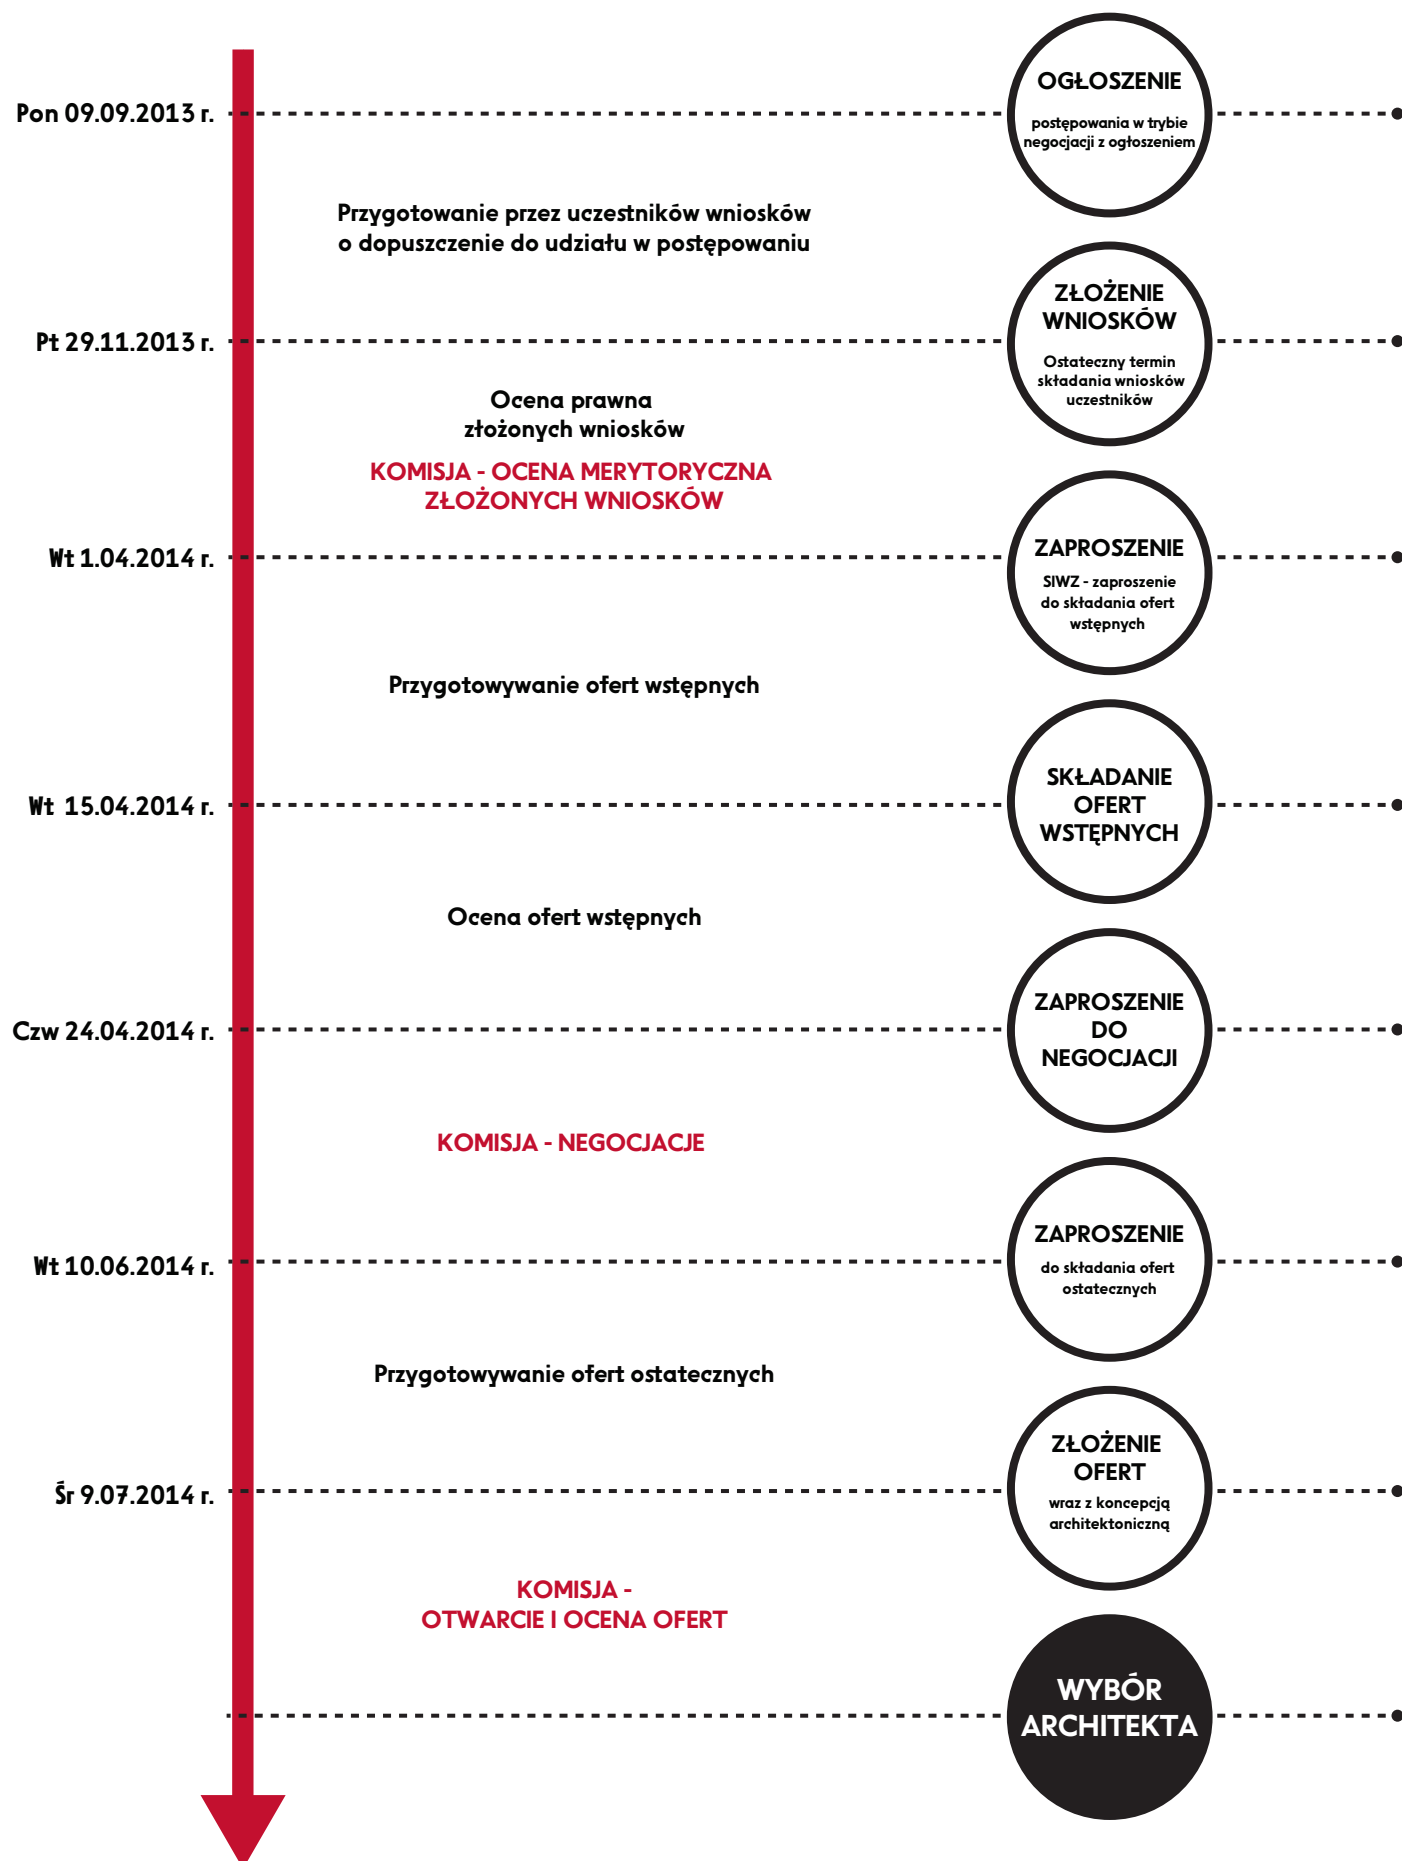 Pon 09.09.2013 r.
OGŁOSZENIE
postępowania w trybie
negocjacji z ogłoszeniem
Przygotowanie przez uczestników wniosków
o dopuszczenie do udziału w postępowaniu
Pt 29.11.2013 r.
ZŁOŻENIE
WNIOSKÓW
Ostateczny termin
składania wniosków
uczestników
Ocena prawna
złożonych wniosków
KOMISJA - OCENA MERYTORYCZNA
ZŁOŻONYCH WNIOSKÓW
Wt 1.04.2014 r.
ZAPROSZENIE
SIWZ - zaproszenie
do składania ofert
wstępnych
Przygotowywanie ofert wstępnych
Wt 15.04.2014 r.
SKŁADANIE
OFERT
WSTĘPNYCH
Ocena ofert wstępnych
Czw 24.04.2014 r.
ZAPROSZENIE
DO
NEGOCJACJI
KOMISJA - NEGOCJACJE
Wt 10.06.2014 r.
ZAPROSZENIE
do składania ofert
ostatecznych
Przygotowywanie ofert ostatecznych
Śr 9.07.2014 r.
ZŁOŻENIE
OFERT
wraz z koncepcją
architektoniczną
KOMISJA -
OTWARCIE I OCENA OFERT
WYBÓR
ARCHITEKTA